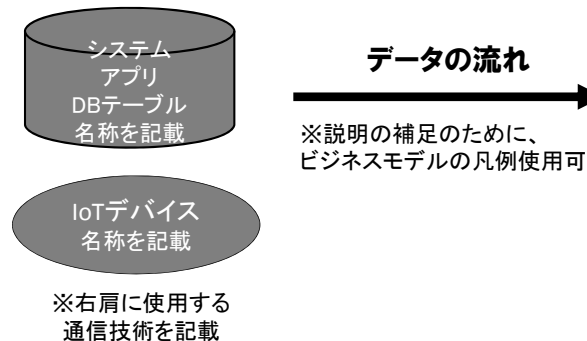 システム
アプリ
DBテーブル
名称を記載
データの流れ
※説明の補足のために、
ビジネスモデルの凡例使用可
IoTデバイス
名称を記載
※右肩に使用する
通信技術を記載